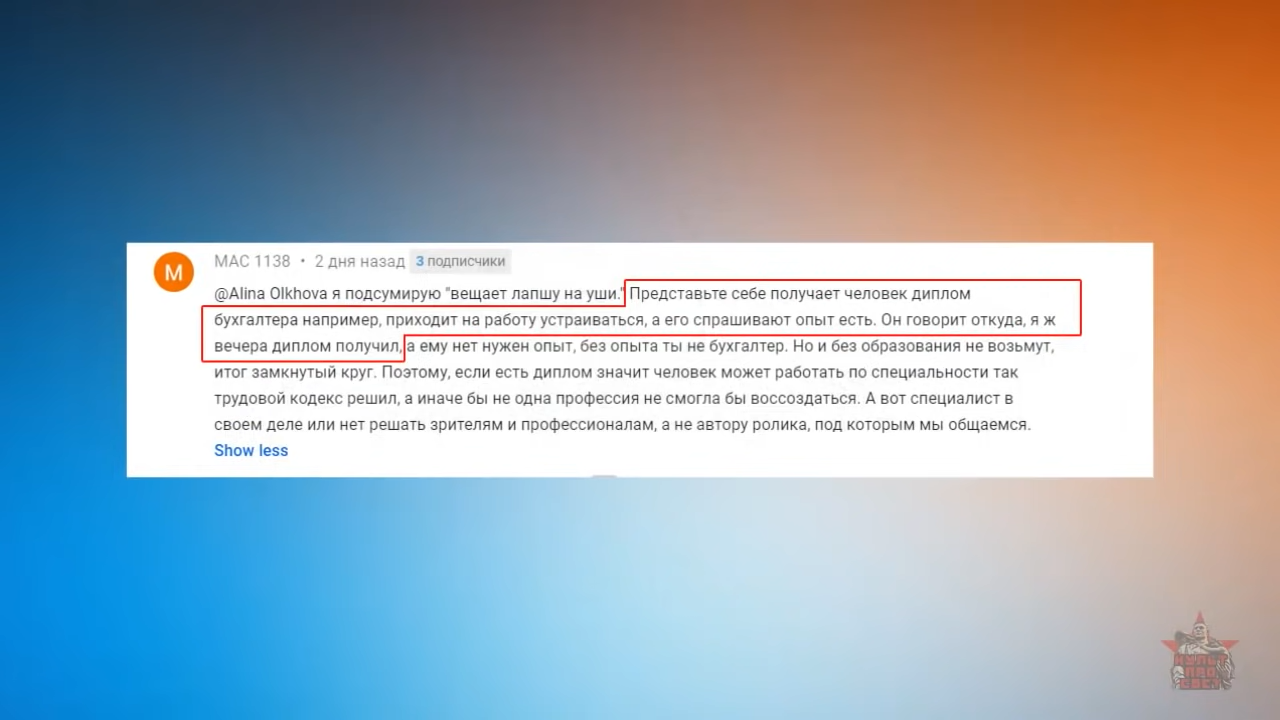 M
MAC 1138 • 2 дня назад 3 подписчики
@Alina Olkhova я подсумирую "вещает лапшу на уши." Представьте себе получает человек диплом
бухгалтера например, приходит на работу устраиваться, а его спрашивают опыт есть. Он говорит откуда, я ж
вечера диплом получил, а ему нет нужен опыт, без опыта ты не бухгалтер. Но и без образования не возьмут,
итог замкнутый круг. Поэтому, если есть диплом значит человек может работать по специальности так
трудовой кодекс решил, а иначе бы не одна профессия не смогла бы воссоздаться. А вот специалист в
своем деле или нет решать зрителям и профессионалам, а не автору ролика, под которым мы общаемся.
Show less
КУЛЬТ
ПРО
СВЕТ